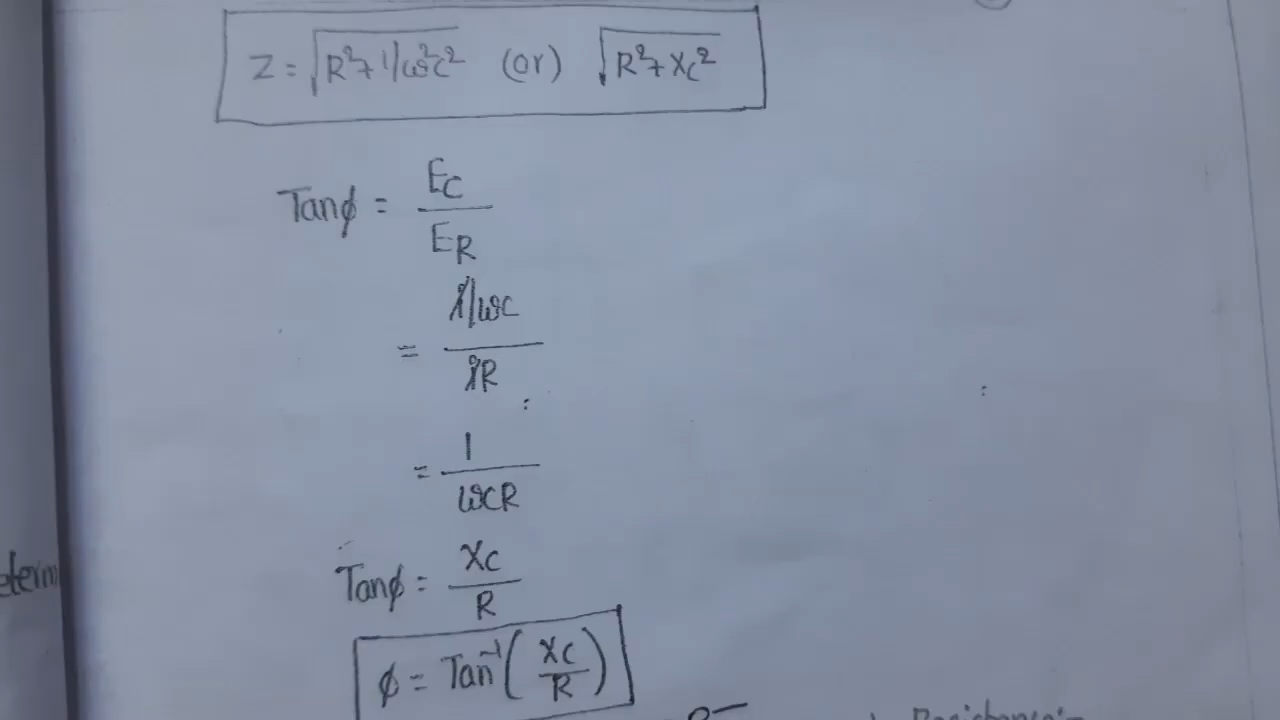 Z = √R²+1/ω²c² (or) √R²+Xc²
Tanϕ = EC/ER
= i/ωc / iR
= 1/ωCR
Tanϕ = XC/R
ϕ = Tan⁻¹(XC/R)